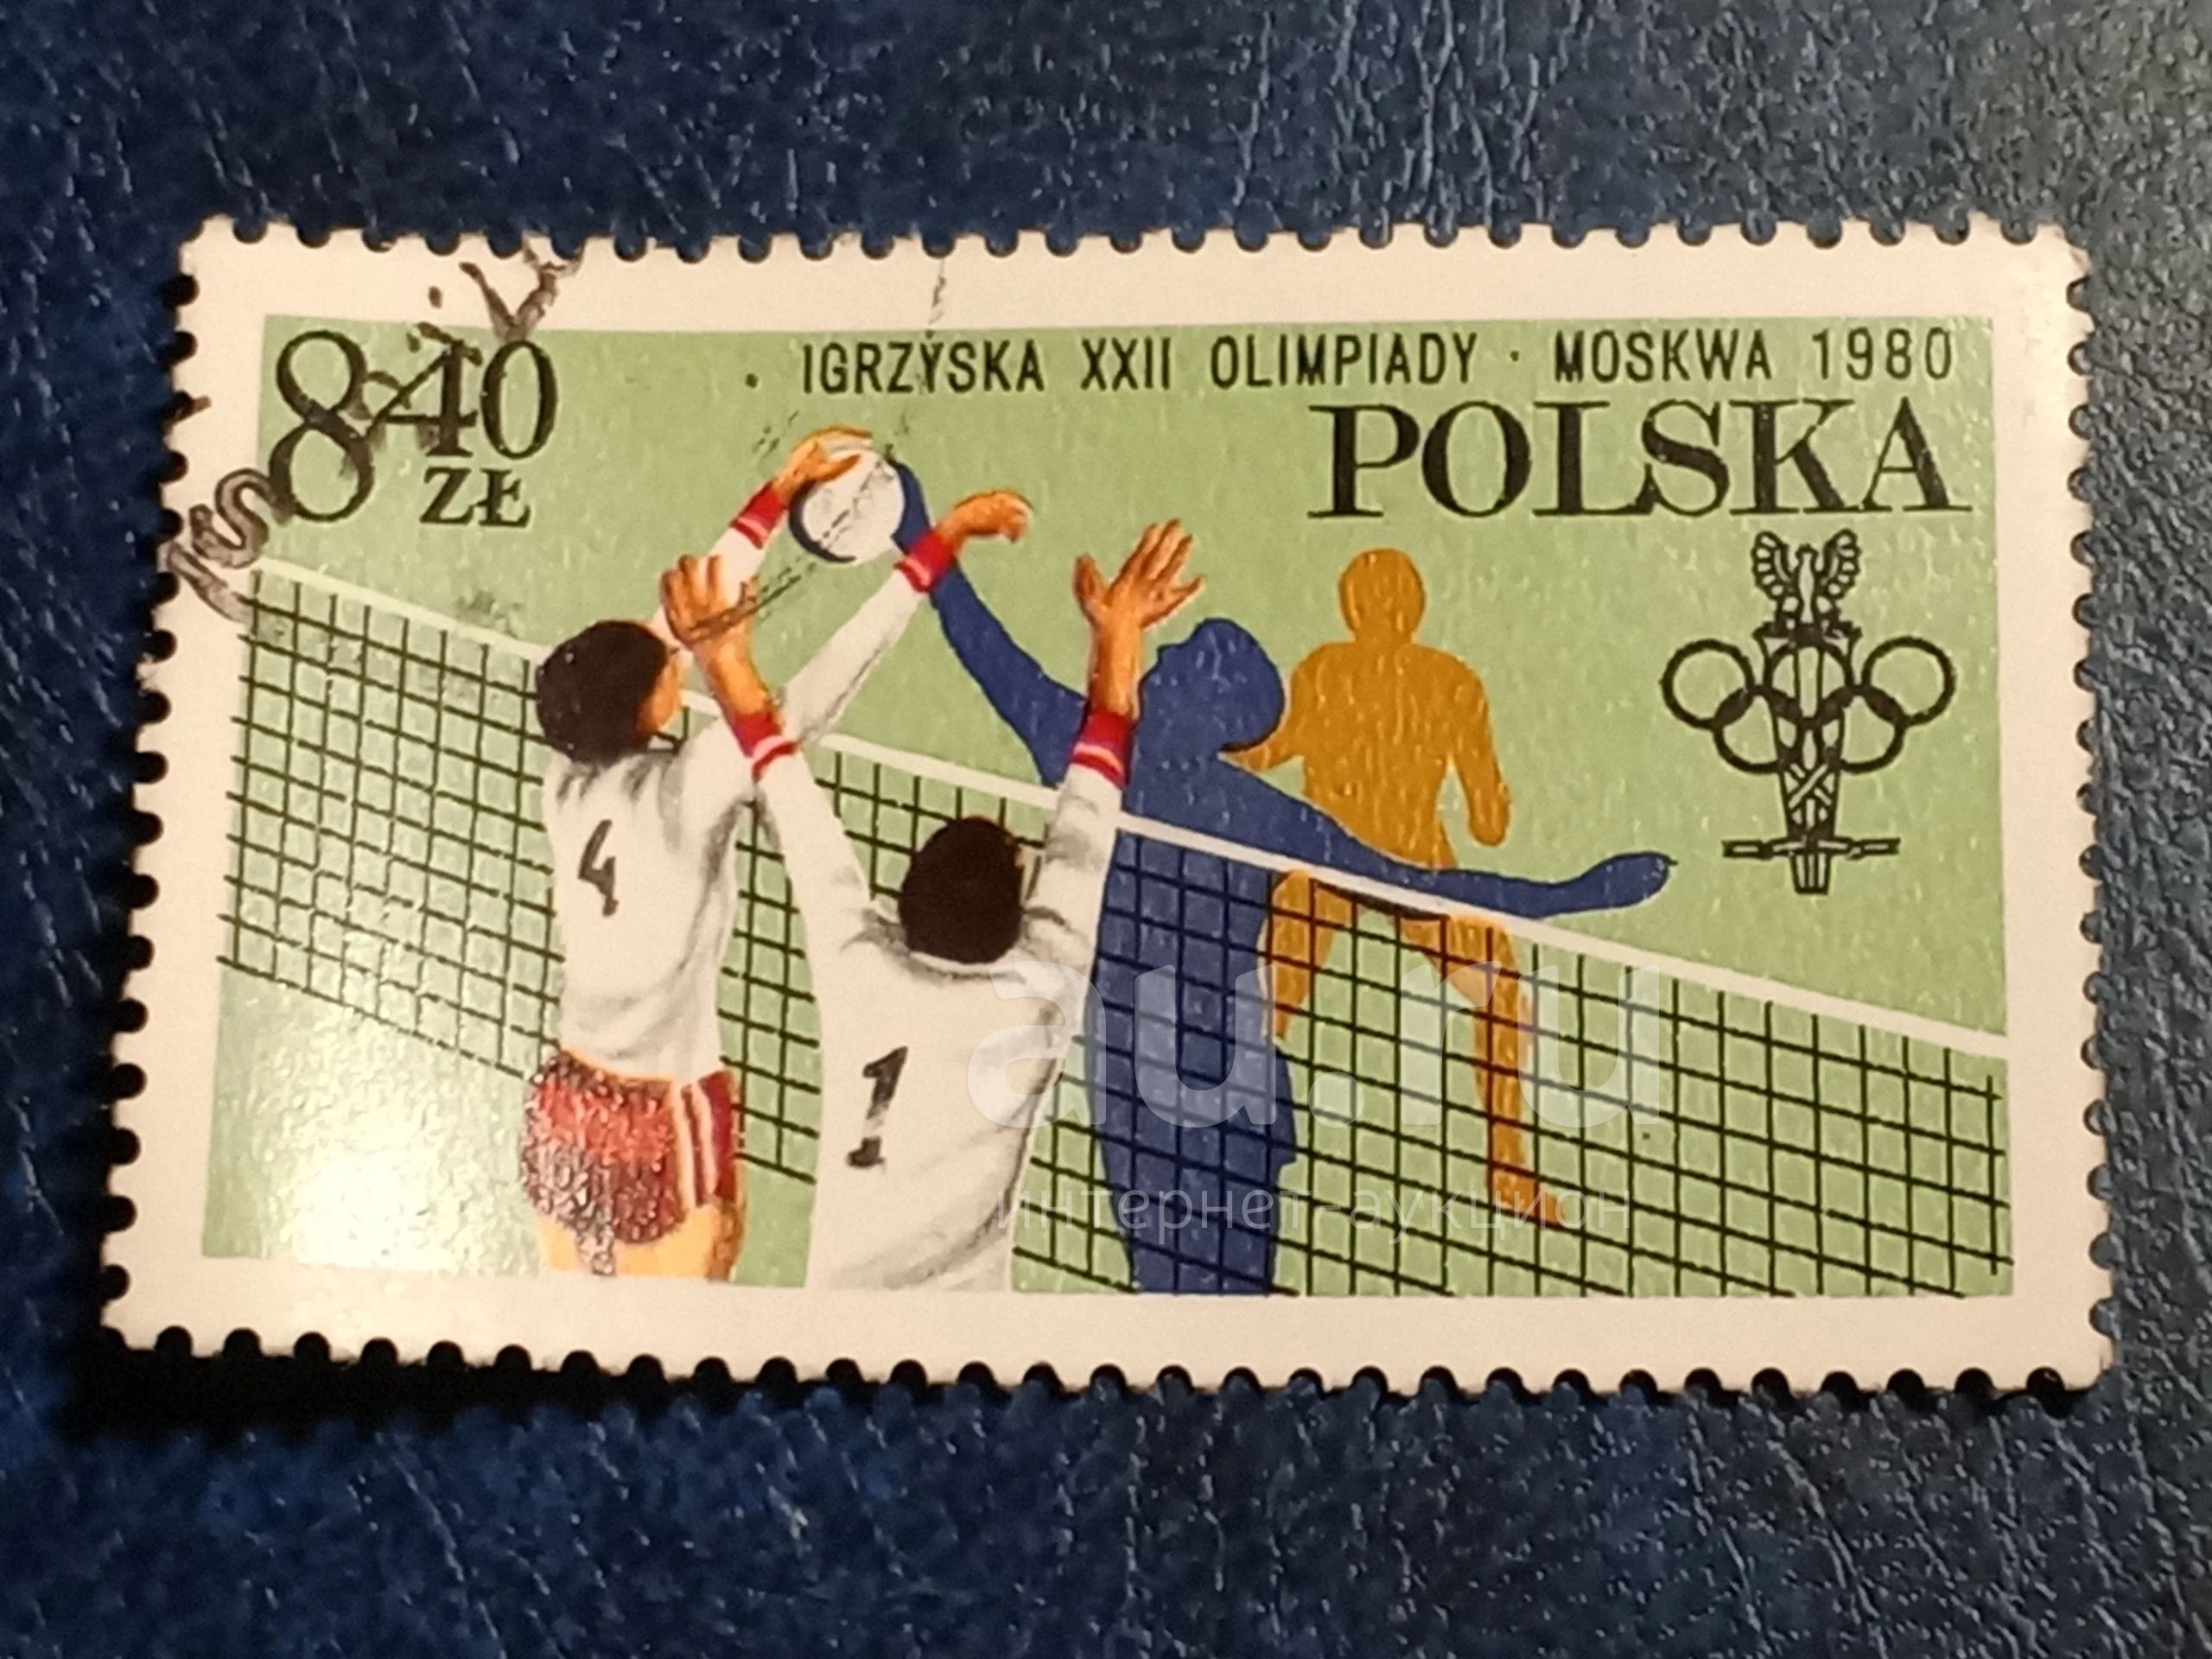 8 40
ZŁ
· IGRZYSKA XXII OLIMPIADY · MOSKWA 1980
POLSKA
4
1
au.ru
интернет-аукцион